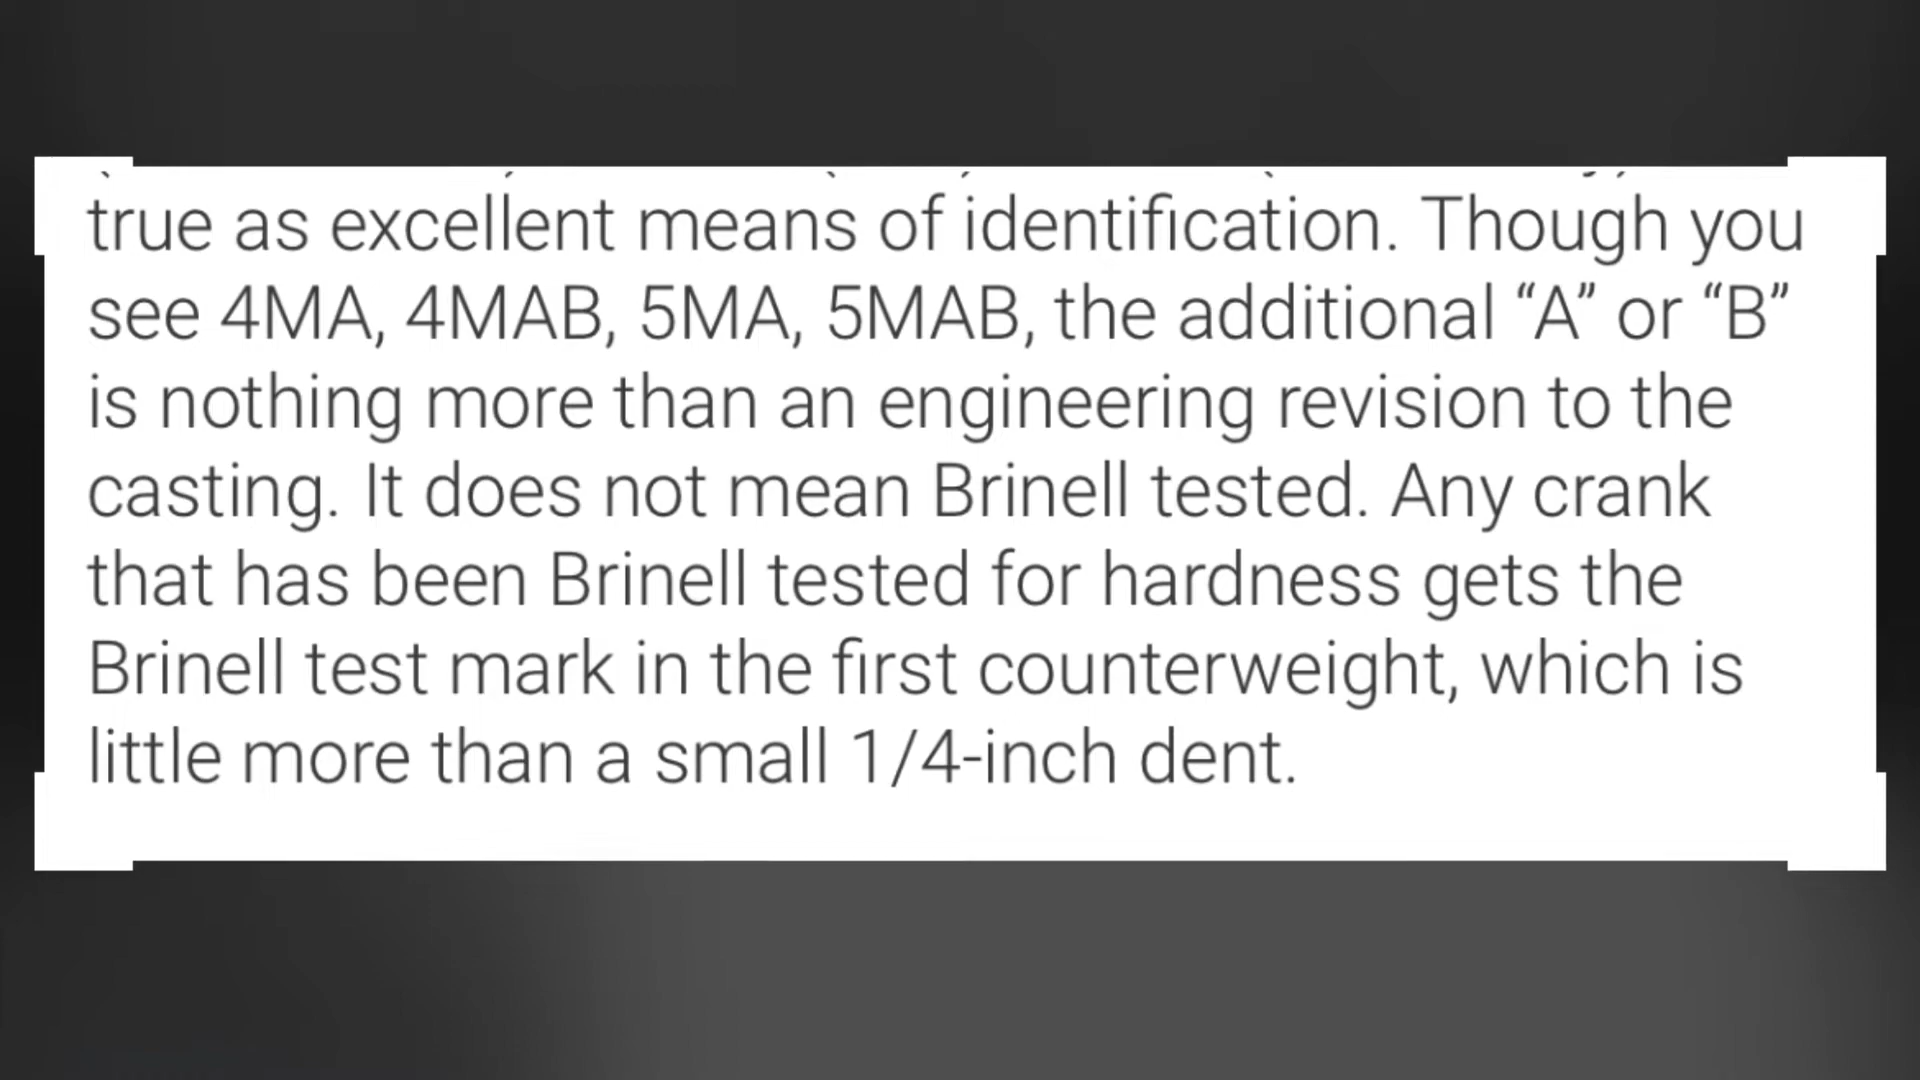 true as excellent means of identification. Though you
see 4MA, 4MAB, 5MA, 5MAB, the additional “A” or “B”
is nothing more than an engineering revision to the
casting. It does not mean Brinell tested. Any crank
that has been Brinell tested for hardness gets the
Brinell test mark in the first counterweight, which is
little more than a small 1/4-inch dent.